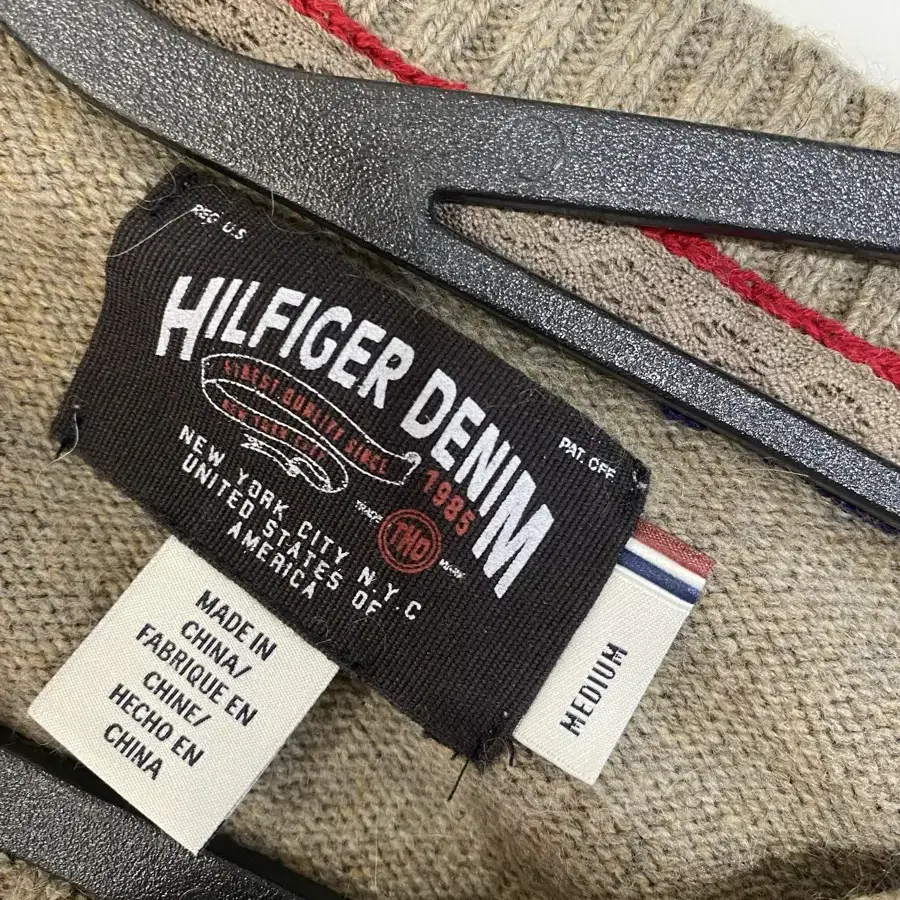 REG U.S
HILFIGER DENIM
PAT. OFF
FINEST QUALITY SINCE
1985
NEW YORK CITY
TRADE
THD
MARK
NEW YORK CITY N.Y.C
UNITED STATES OF
AMERICA
MADE IN
CHINA/
FABRIQUE EN
CHINE/
HECHO EN
CHINA
MEDIUM